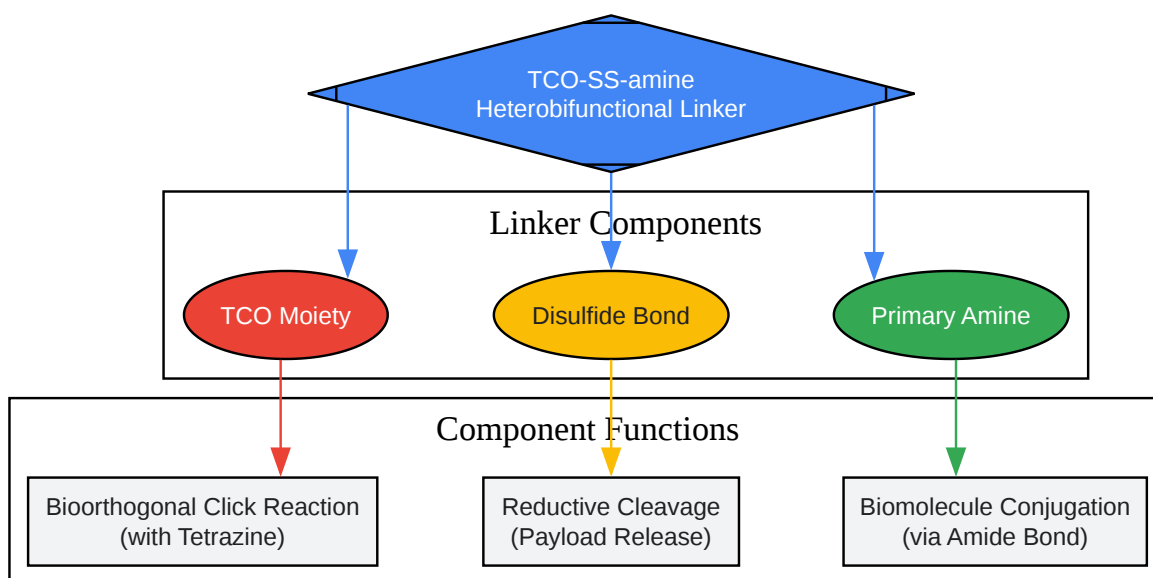 TCO-SS-amine
Heterobifunctional Linker
Linker Components
TCO Moiety
Disulfide Bond
Primary Amine
Component Functions
Bioorthogonal Click Reaction
(with Tetrazine)
Reductive Cleavage
(Payload Release)
Biomolecule Conjugation
(via Amide Bond)